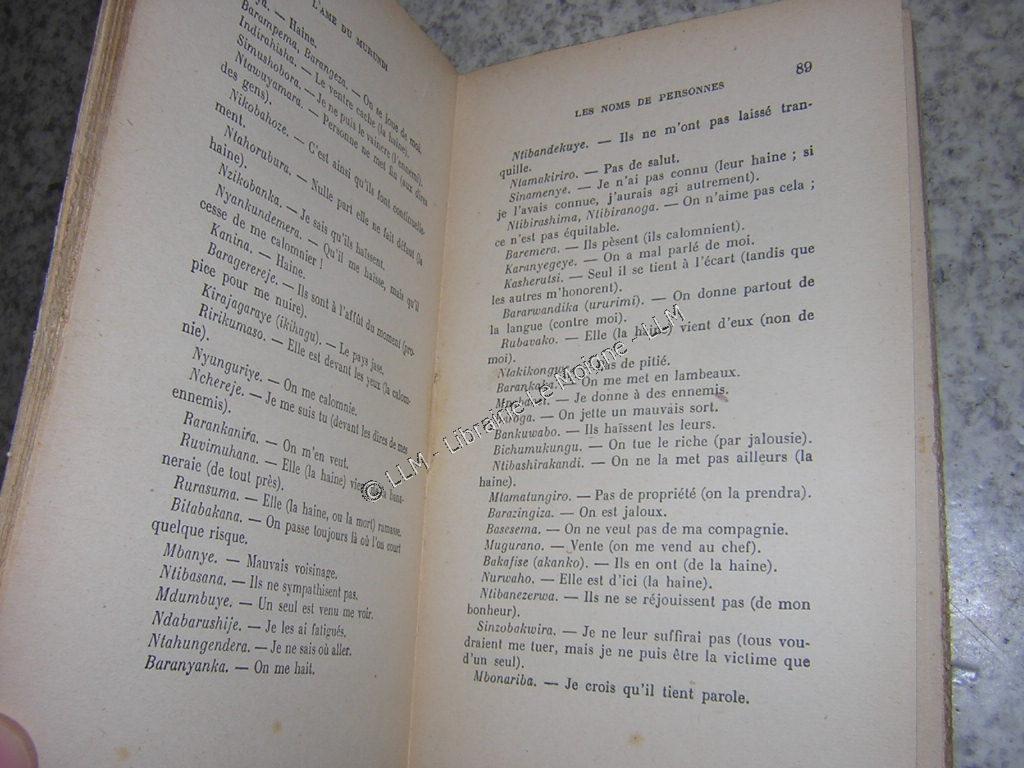 L'AME DU MURUNDI
— Haine.
Barampema, Barangeza. — On se joue de moi.
Indirahisha. — Le ventre cache (la haine).
Simushobora. — Je ne puis le vaincre (l'ennemi).
Ntawuyamara. — Personne ne met fin (aux dires
des gens).
Nikobahoze. — C'est ainsi qu'ils font continuelle-
ment.
Ntahorubura. — Nulle part elle ne fait défaut (la
haine).
Nzikobanka. — Je sais qu'ils haïssent.
Nyankundemera. — Qu'il me haïsse, mais qu'il
cesse de me calomnier !
Kanina. — Haine.
Baragerereje. — Ils sont à l'affût du moment (pro-
pice pour me nuire).
Kirajagaraye (ikihugu). — Le pays jase.
Ririkumaso. — Elle est devant les yeux (la calom-
nie).
Nyunguriye. — On me calomnie.
Nchereje. — Je me suis tu (devant les dires de mes
ennemis).
Rarankanira. — On m'en veut.
Ruvimuhana. — Elle (la haine) vient de la bana-
neraie (de tout près).
Rurasuma. — Elle (la haine, ou la mort) ramasse.
Bitabakana. — On passe toujours là où l'on court
quelque risque.
Mbanye. — Mauvais voisinage.
Ntibasana. — Ils ne sympathisent pas.
Mdumbuye. — Un seul est venu me voir.
Ndabarushije. — Je les ai fatigués.
Ntahungendera. — Je ne sais où aller.
Baranyanka. — On me hait.
LES NOMS DE PERSONNES 89
Ntibandekuye. — Ils ne m'ont pas laissé tran-
quille.
Ntamakiriro. — Pas de salut.
Sinamenye. — Je n'ai pas connu (leur haine ; si
je l'avais connue, j'aurais agi autrement).
Ntibirashima, Ntibiranoga. — On n'aime pas cela ;
ce n'est pas équitable.
Baremera. — Ils pèsent (ils calomnient).
Karanyegeye. — On a mal parlé de moi.
Kasherutsi. — Seul il se tient à l'écart (tandis que
les autres m'honorent).
Bararwandika (ururimi). — On donne partout de
la langue (contre moi).
Rubavako. — Elle (la haine) vient d'eux (non de
moi).
— Pas de pitié.
— On me met en lambeaux.
— Je donne à des ennemis.
— On jette un mauvais sort.
Bankuwabo. — Ils haïssent les leurs.
Bichumukungu. — On tue le riche (par jalousie).
Ntibashirakandi. — On ne la met pas ailleurs (la
haine).
Mtamatungiro. — Pas de propriété (on la prendra).
Barazingiza. — On est jaloux.
Basesema. — On ne veut pas de ma compagnie.
Mugurano. — Vente (on me vend au chef).
Bakafise (akanko). — Ils en ont (de la haine).
Nurwaho. — Elle est d'ici (la haine).
Ntibanezerwa. — Ils ne se réjouissent pas (de mon
bonheur).
Sinzobakwira. — Je ne leur suffirai pas (tous vou-
draient me tuer, mais je ne puis être la victime que
d'un seul).
Mbonariba. — Je crois qu'il tient parole.
© LLM - Librairie Le Moigne - LLM